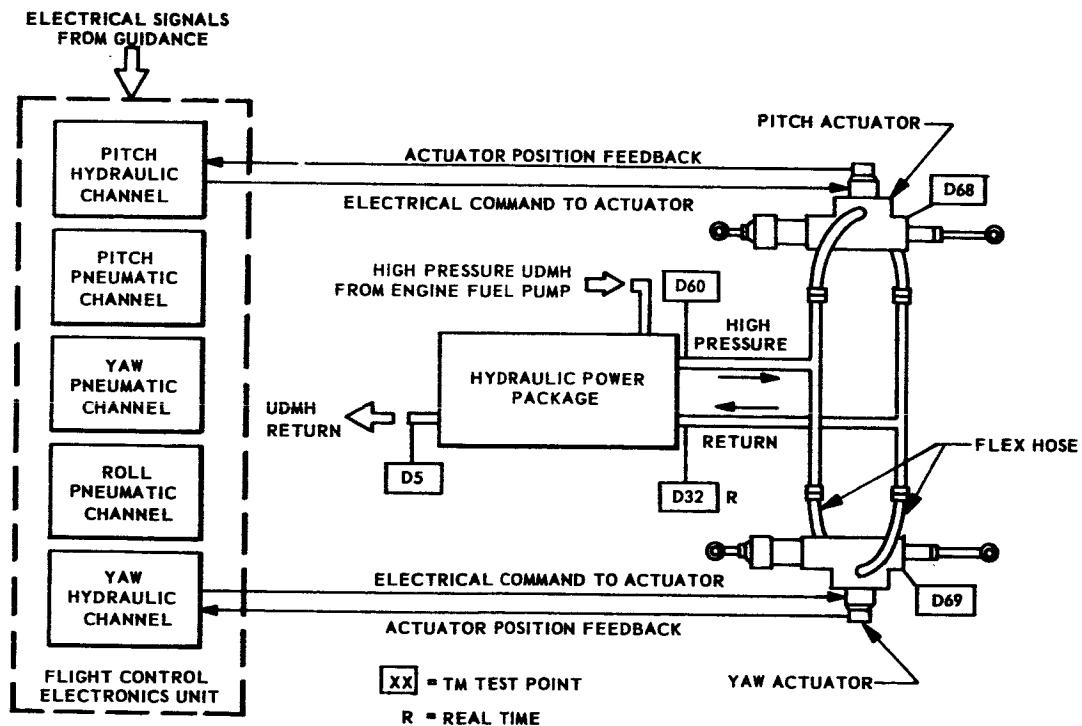 ELECTRICAL SIGNALS
FROM GUIDANCE
PITCH
HYDRAULIC
CHANNEL
PITCH
PNEUMATIC
CHANNEL
YAW
PNEUMATIC
CHANNEL
ROLL
PNEUMATIC
CHANNEL
YAW
HYDRAULIC
CHANNEL
FLIGHT CONTROL
ELECTRONICS UNIT
ACTUATOR POSITION FEEDBACK
ELECTRICAL COMMAND TO ACTUATOR
PITCH ACTUATOR
D68
HIGH PRESSURE UDMH
FROM ENGINE FUEL PUMP
D60
HIGH
PRESSURE
HYDRAULIC POWER
PACKAGE
UDMH
RETURN
D5
RETURN
D32 R
FLEX HOSE
ELECTRICAL COMMAND TO ACTUATOR
ACTUATOR POSITION FEEDBACK
D69
YAW ACTUATOR
XX = TM TEST POINT
R = REAL TIME